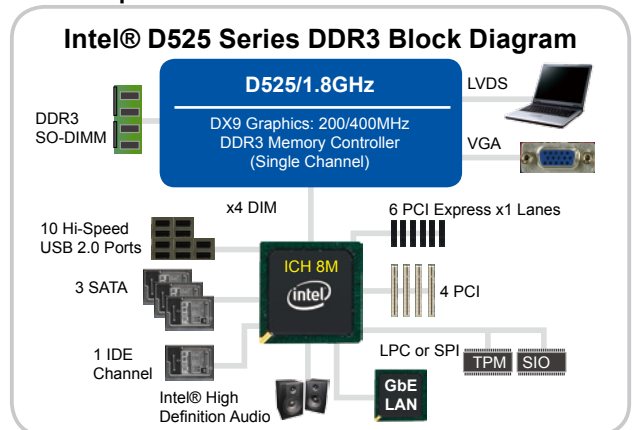 Intel® D525 Series DDR3 Block Diagram
D525/1.8GHz
DX9 Graphics: 200/400MHz
DDR3 Memory Controller
(Single Channel)
DDR3
SO-DIMM
LVDS
VGA
x4 DIM
10 Hi-Speed
USB 2.0 Ports
6 PCI Express x1 Lanes
ICH 8M
intel
3 SATA
4 PCI
1 IDE
Channel
LPC or SPI
TPM
SIO
Intel® High
Definition Audio
GbE
LAN